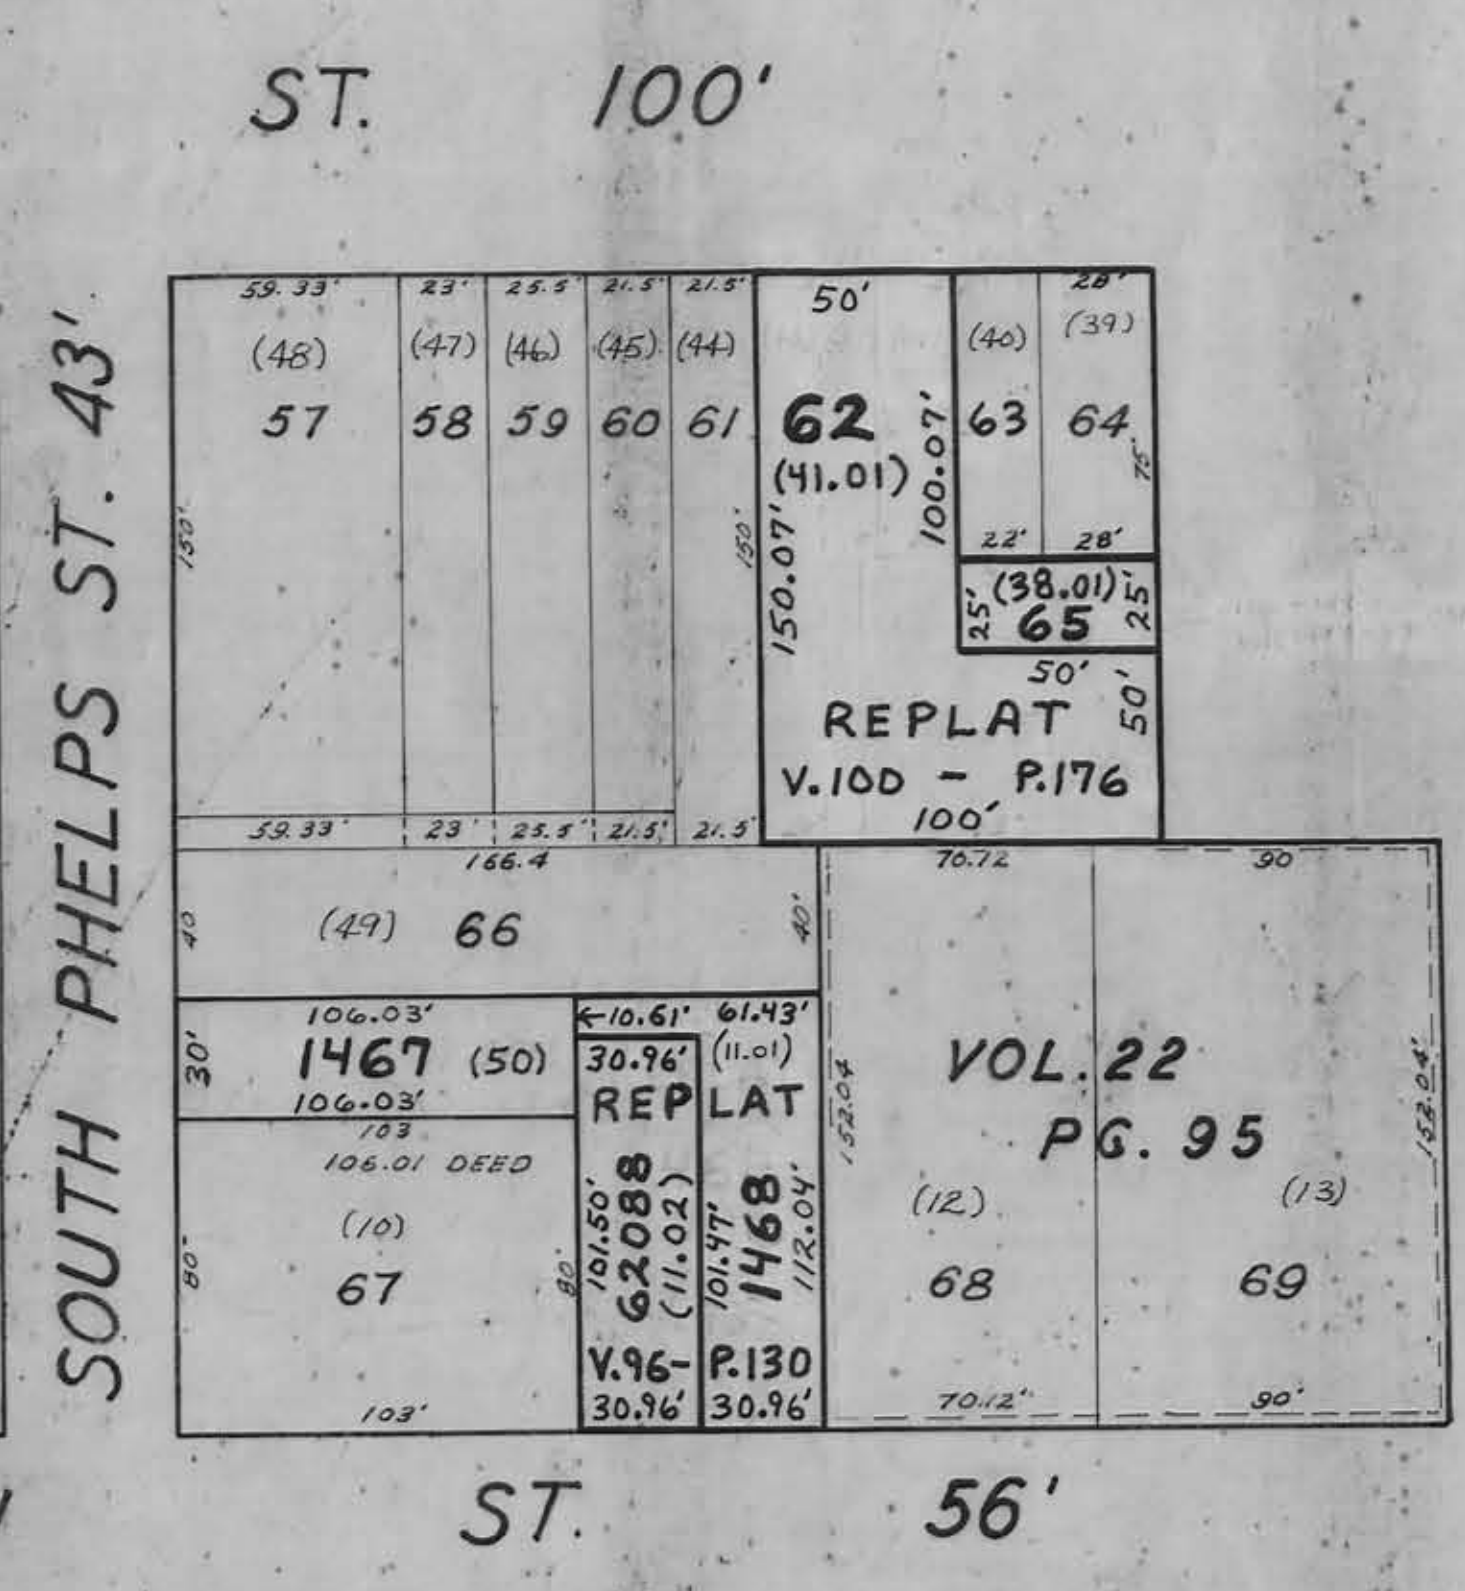 ST. 100'
SOUTH PHELPS ST. 43'
59.33' 23' 25.5' 21.5' 21.5' 50' 28'
(48) (47) (46) (45) (44) (40) (39)
57 58 59 60 61 62 63 64
(41.01)
100.07'
75'
150' 150' 150.07'
22' 28'
25' (38.01) 25'
65
50' 50'
REPLAT
V.100 - P.176
100'
59.33' 23' 25.5' 21.5' 21.5'
166.4 70.72 90
40 (49) 66 40'
106.03' ←10.61' 61.43'
30' 1467 (50) 30.96' (11.01)
106.03' REPLAT
103
106.01 DEED
152.04 VOL. 22 152.04'
PG. 95
(10) 101.50' 62088 (11.02) 101.47' 1468 112.04' (12) (13)
80' 67 80' 68 69
V.96- P.130
103' 30.96' 30.96' 70.12' 90'
ST. 56'